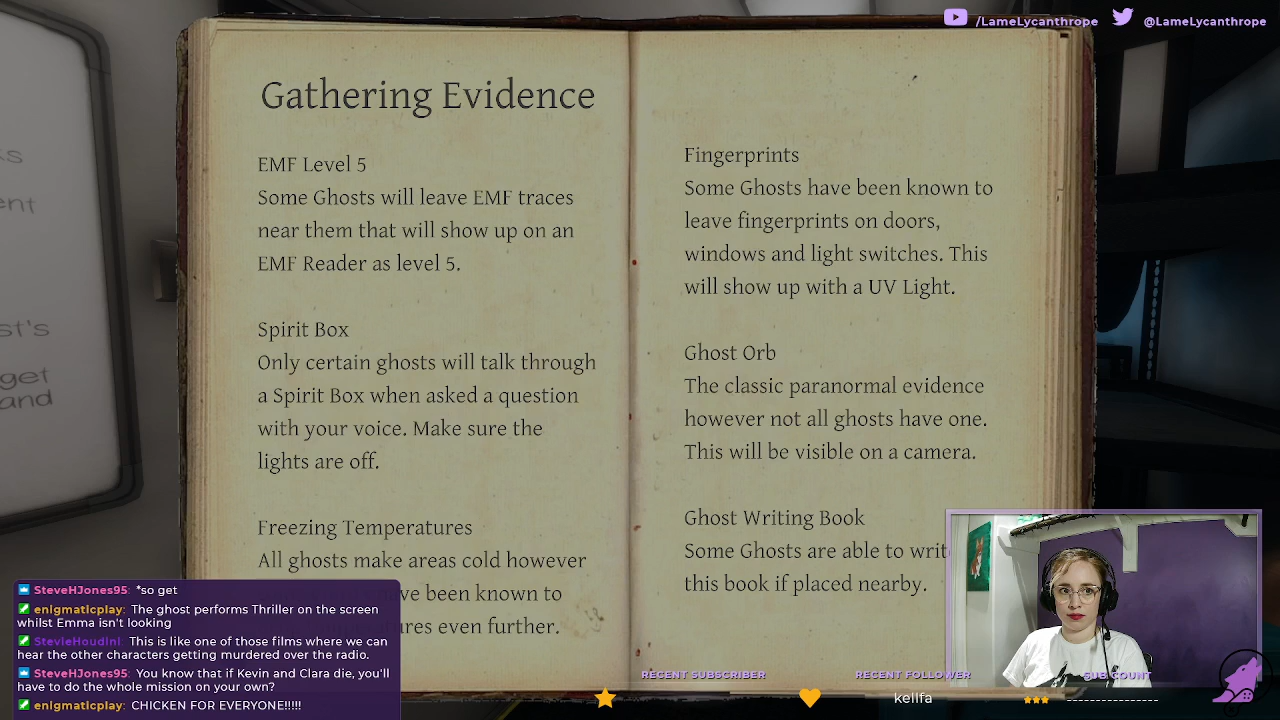 /LameLycanthrope @LameLycanthrope
Gathering Evidence
EMF Level 5
Some Ghosts will leave EMF traces
near them that will show up on an
EMF Reader as level 5.
Spirit Box
Only certain ghosts will talk through
a Spirit Box when asked a question
with your voice. Make sure the
lights are off.
Freezing Temperatures
All ghosts make areas cold however
ve been known to
ures even further.
Fingerprints
Some Ghosts have been known to
leave fingerprints on doors,
windows and light switches. This
will show up with a UV Light.
Ghost Orb
The classic paranormal evidence
however not all ghosts have one.
This will be visible on a camera.
Ghost Writing Book
Some Ghosts are able to writ
this book if placed nearby.
ent
st's
get
and
SteveHJones95: *so get
enigmaticplay: The ghost performs Thriller on the screen
whilst Emma isn't looking
StevieHoudini: This is like one of those films where we can
hear the other characters getting murdered over the radio.
SteveHJones95: You know that if Kevin and Clara die, you'll
have to do the whole mission on your own?
enigmaticplay: CHICKEN FOR EVERYONE!!!!!
RECENT SUBSCRIBER RECENT FOLLOWER SUB COUNT
kellfa